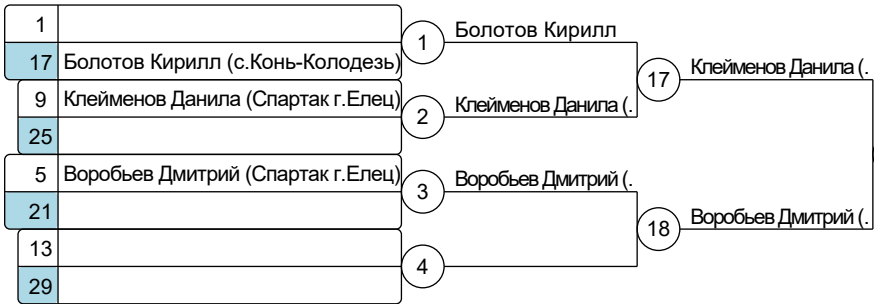 1
17 Болотов Кирилл (с.Конь-Колодезь)
1
Болотов Кирилл
9 Клейменов Данила (Спартак г.Елец)
25
2
Клейменов Данила (.
17
Клейменов Данила (.
5 Воробьев Дмитрий (Спартак г.Елец)
21
3
Воробьев Дмитрий (.
13
29
4
18
Воробьев Дмитрий (.